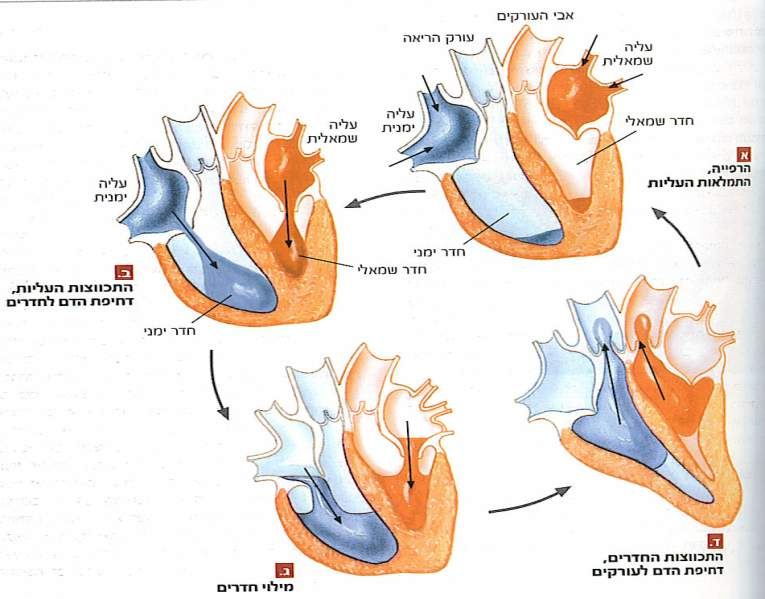 אבי העורקים
עורק הריאה
עליה
שמאלית
עליה
ימנית
חדר שמאלי
חדר ימני
א
הרפייה,
התמלאות העליות
עליה
שמאלית
עליה
ימנית
חדר שמאלי
חדר ימני
ב.
התכווצות העליות,
דחיפת הדם לחדרים
ג.
מילוי חדרים
ד.
התכווצות החדרים,
דחיפת הדם לעורקים